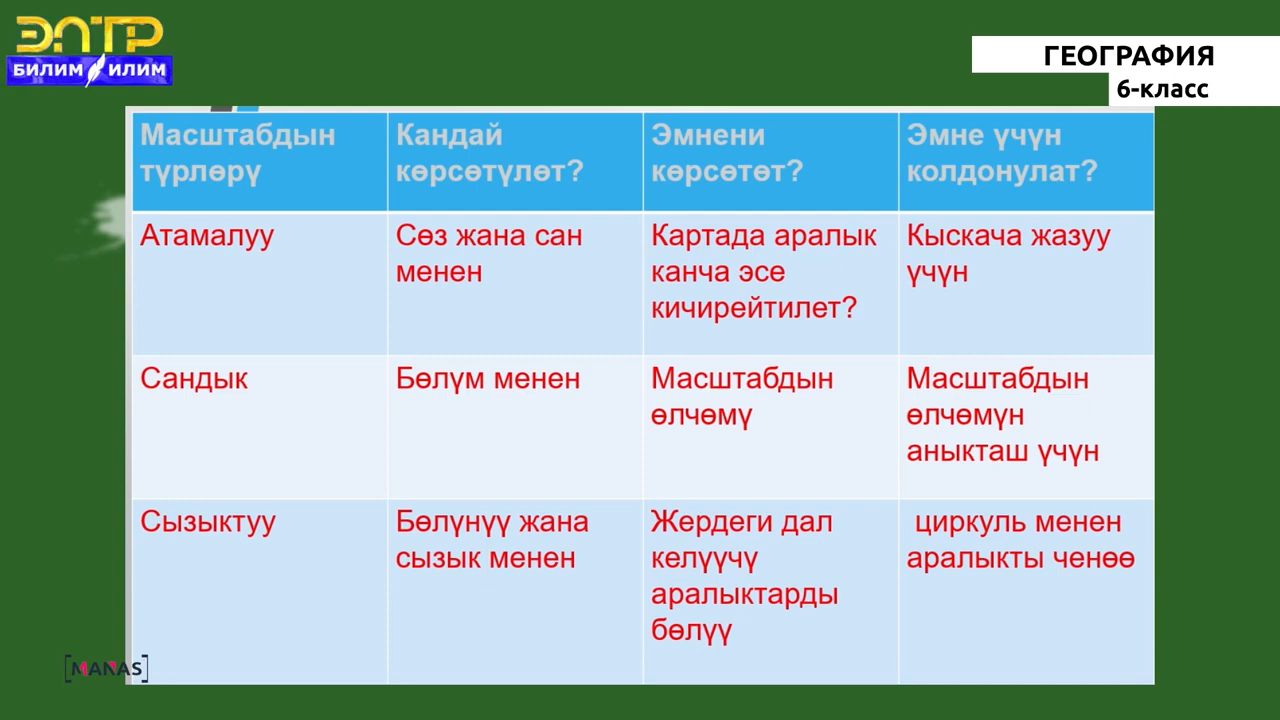 ЭЛТР
БИЛИМ ИЛИМ
ГЕОГРАФИЯ
6-класс
Масштабдын түрлөрү
Кандай көрсөтүлөт?
Эмнени көрсөтөт?
Эмне үчүн колдонулат?
Атамалуу
Сөз жана сан менен
Картада аралык канча эсе кичирейтилет?
Кыскача жазуу үчүн
Сандык
Бөлүм менен
Масштабдын өлчөмү
Масштабдын өлчөмүн аныкташ үчүн
Сызыктуу
Бөлүнүү жана сызык менен
Жердеги дал келүүчү аралыктарды бөлүү
циркуль менен аралыкты ченөө
[MANAS]